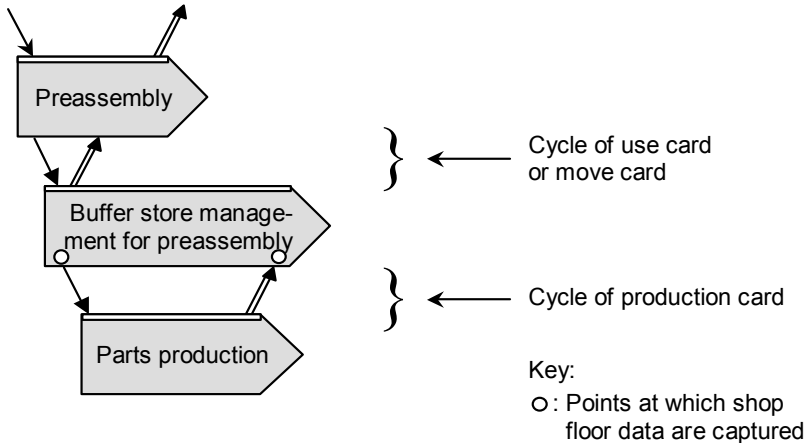 Preassembly
Cycle of use card
or move card
Buffer store manage-
ment for preassembly
Cycle of production card
Parts production
Key:
O: Points at which shop
floor data are captured